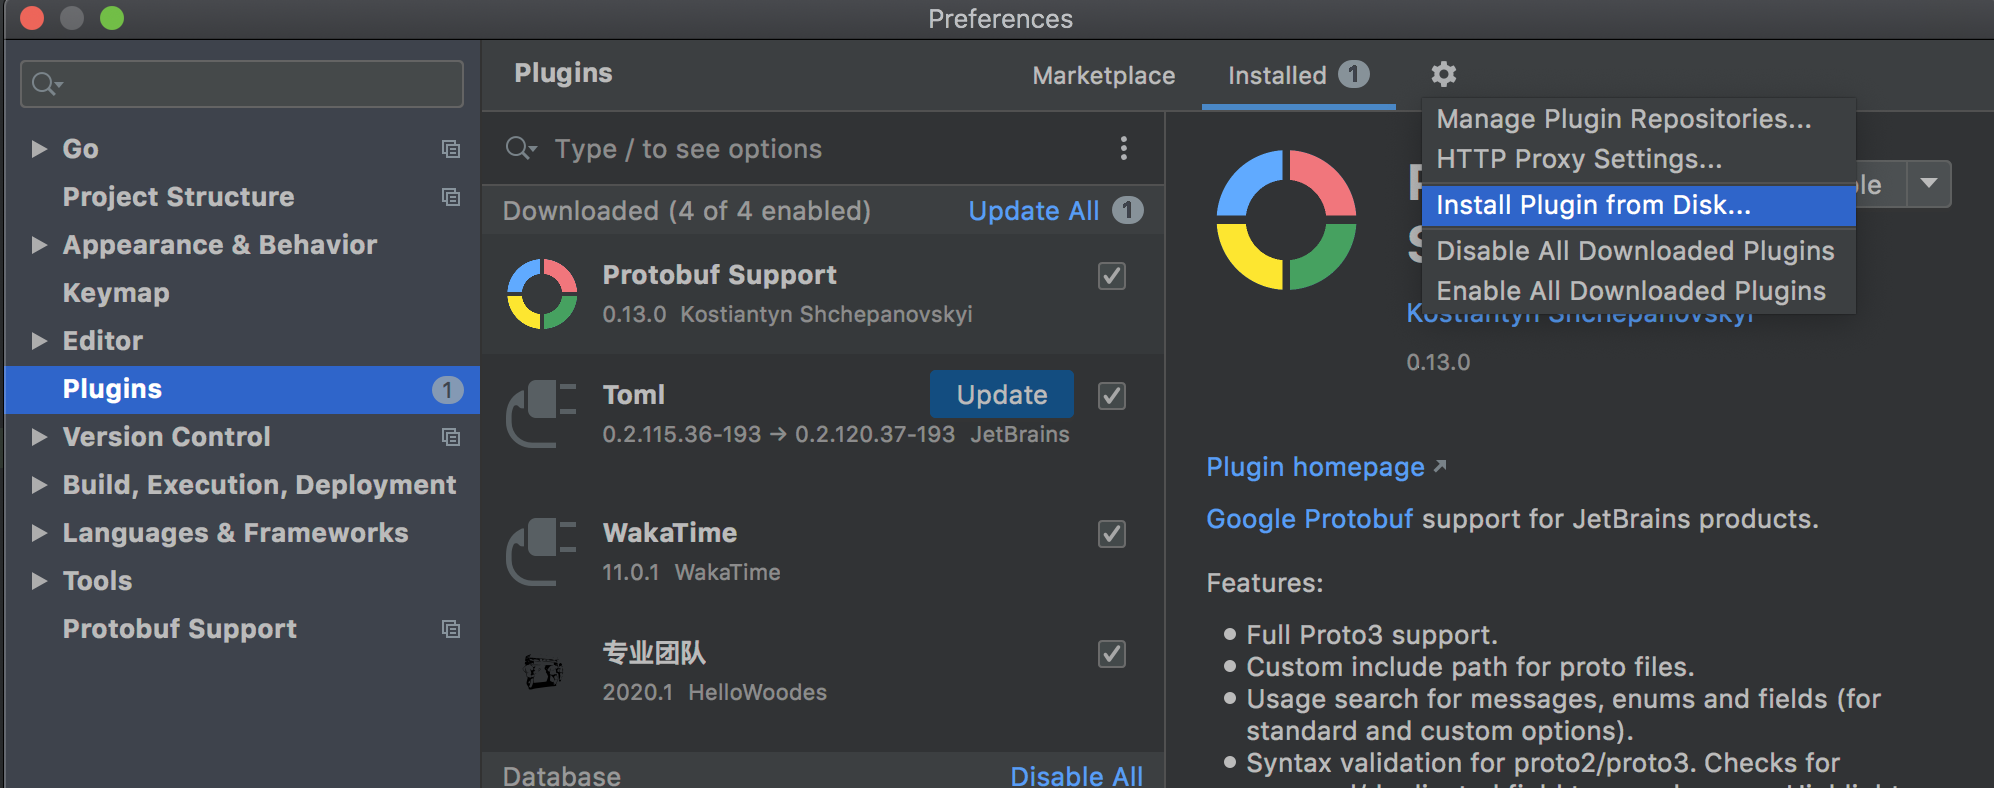 Preferences
Plugins
Marketplace
Installed 1
Go
Project Structure
Appearance & Behavior
Keymap
Editor
Plugins 1
Version Control
Build, Execution, Deployment
Languages & Frameworks
Tools
Protobuf Support
Type / to see options
Downloaded (4 of 4 enabled) Update All 1
Protobuf Support
0.13.0 Kostiantyn Shchepanovskyi
Toml Update
0.2.115.36-193 → 0.2.120.37-193 JetBrains
WakaTime
11.0.1 WakaTime
专业团队
2020.1 HelloWoodes
Database Disable All
Manage Plugin Repositories...
HTTP Proxy Settings...
Install Plugin from Disk...
Disable All Downloaded Plugins
Enable All Downloaded Plugins
Kostiantyn Shchepanovskyi
0.13.0
Plugin homepage ↗
Google Protobuf support for JetBrains products.
Features:
● Full Proto3 support.
● Custom include path for proto files.
● Usage search for messages, enums and fields (for
standard and custom options).
● Syntax validation for proto2/proto3. Checks for